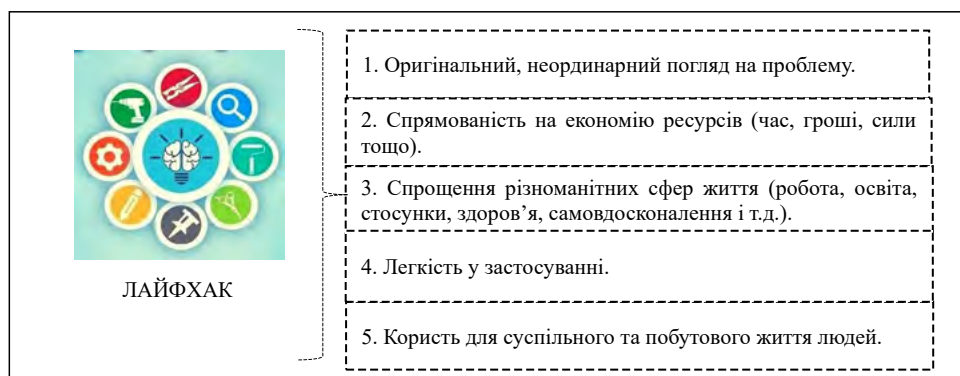 ЛАЙФХАК
1. Оригінальний, неординарний погляд на проблему.
2. Спрямованість на економію ресурсів (час, гроші, сили
тощо).
3. Спрощення різноманітних сфер життя (робота, освіта,
стосунки, здоров’я, самовдосконалення і т.д.).
4. Легкість у застосуванні.
5. Користь для суспільного та побутового життя людей.